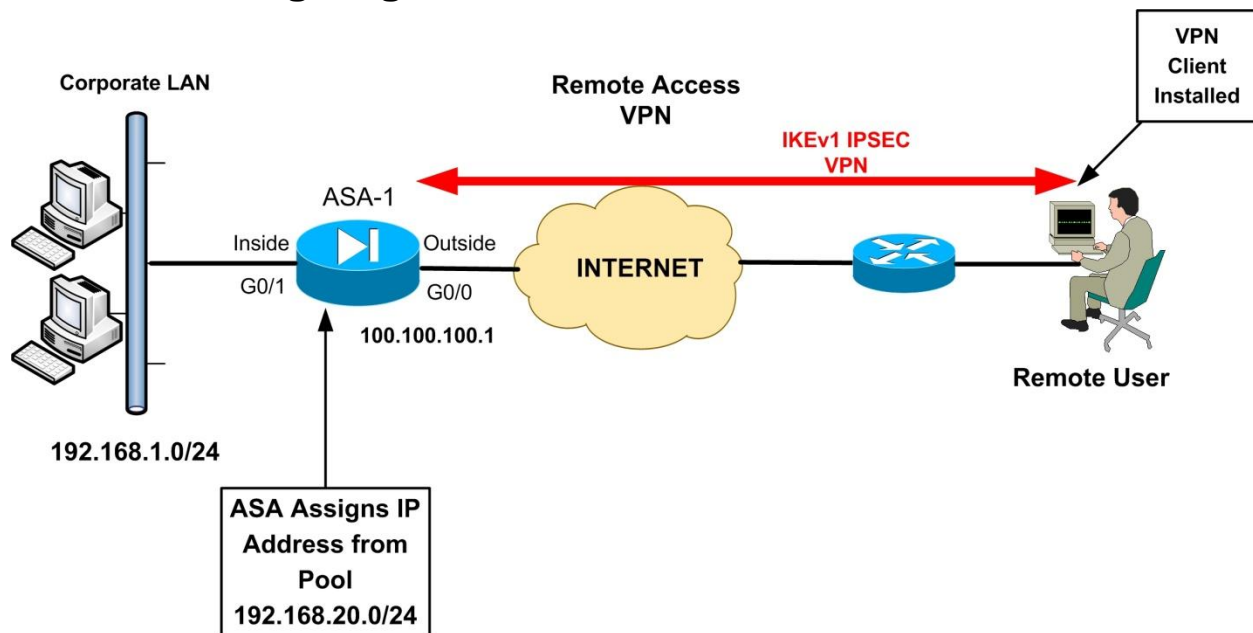 Corporate LAN
Remote Access
VPN
VPN
Client
Installed
IKEv1 IPSEC
VPN
ASA-1
Inside
Outside
G0/1
G0/0
100.100.100.1
INTERNET
Remote User
192.168.1.0/24
ASA Assigns IP
Address from
Pool
192.168.20.0/24